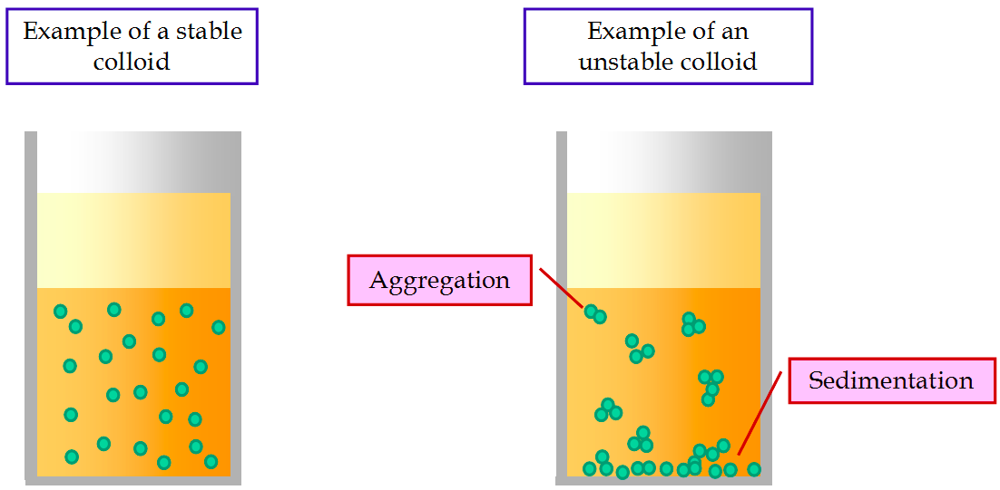 Example of a stable
colloid
Example of an
unstable colloid
Aggregation
Sedimentation